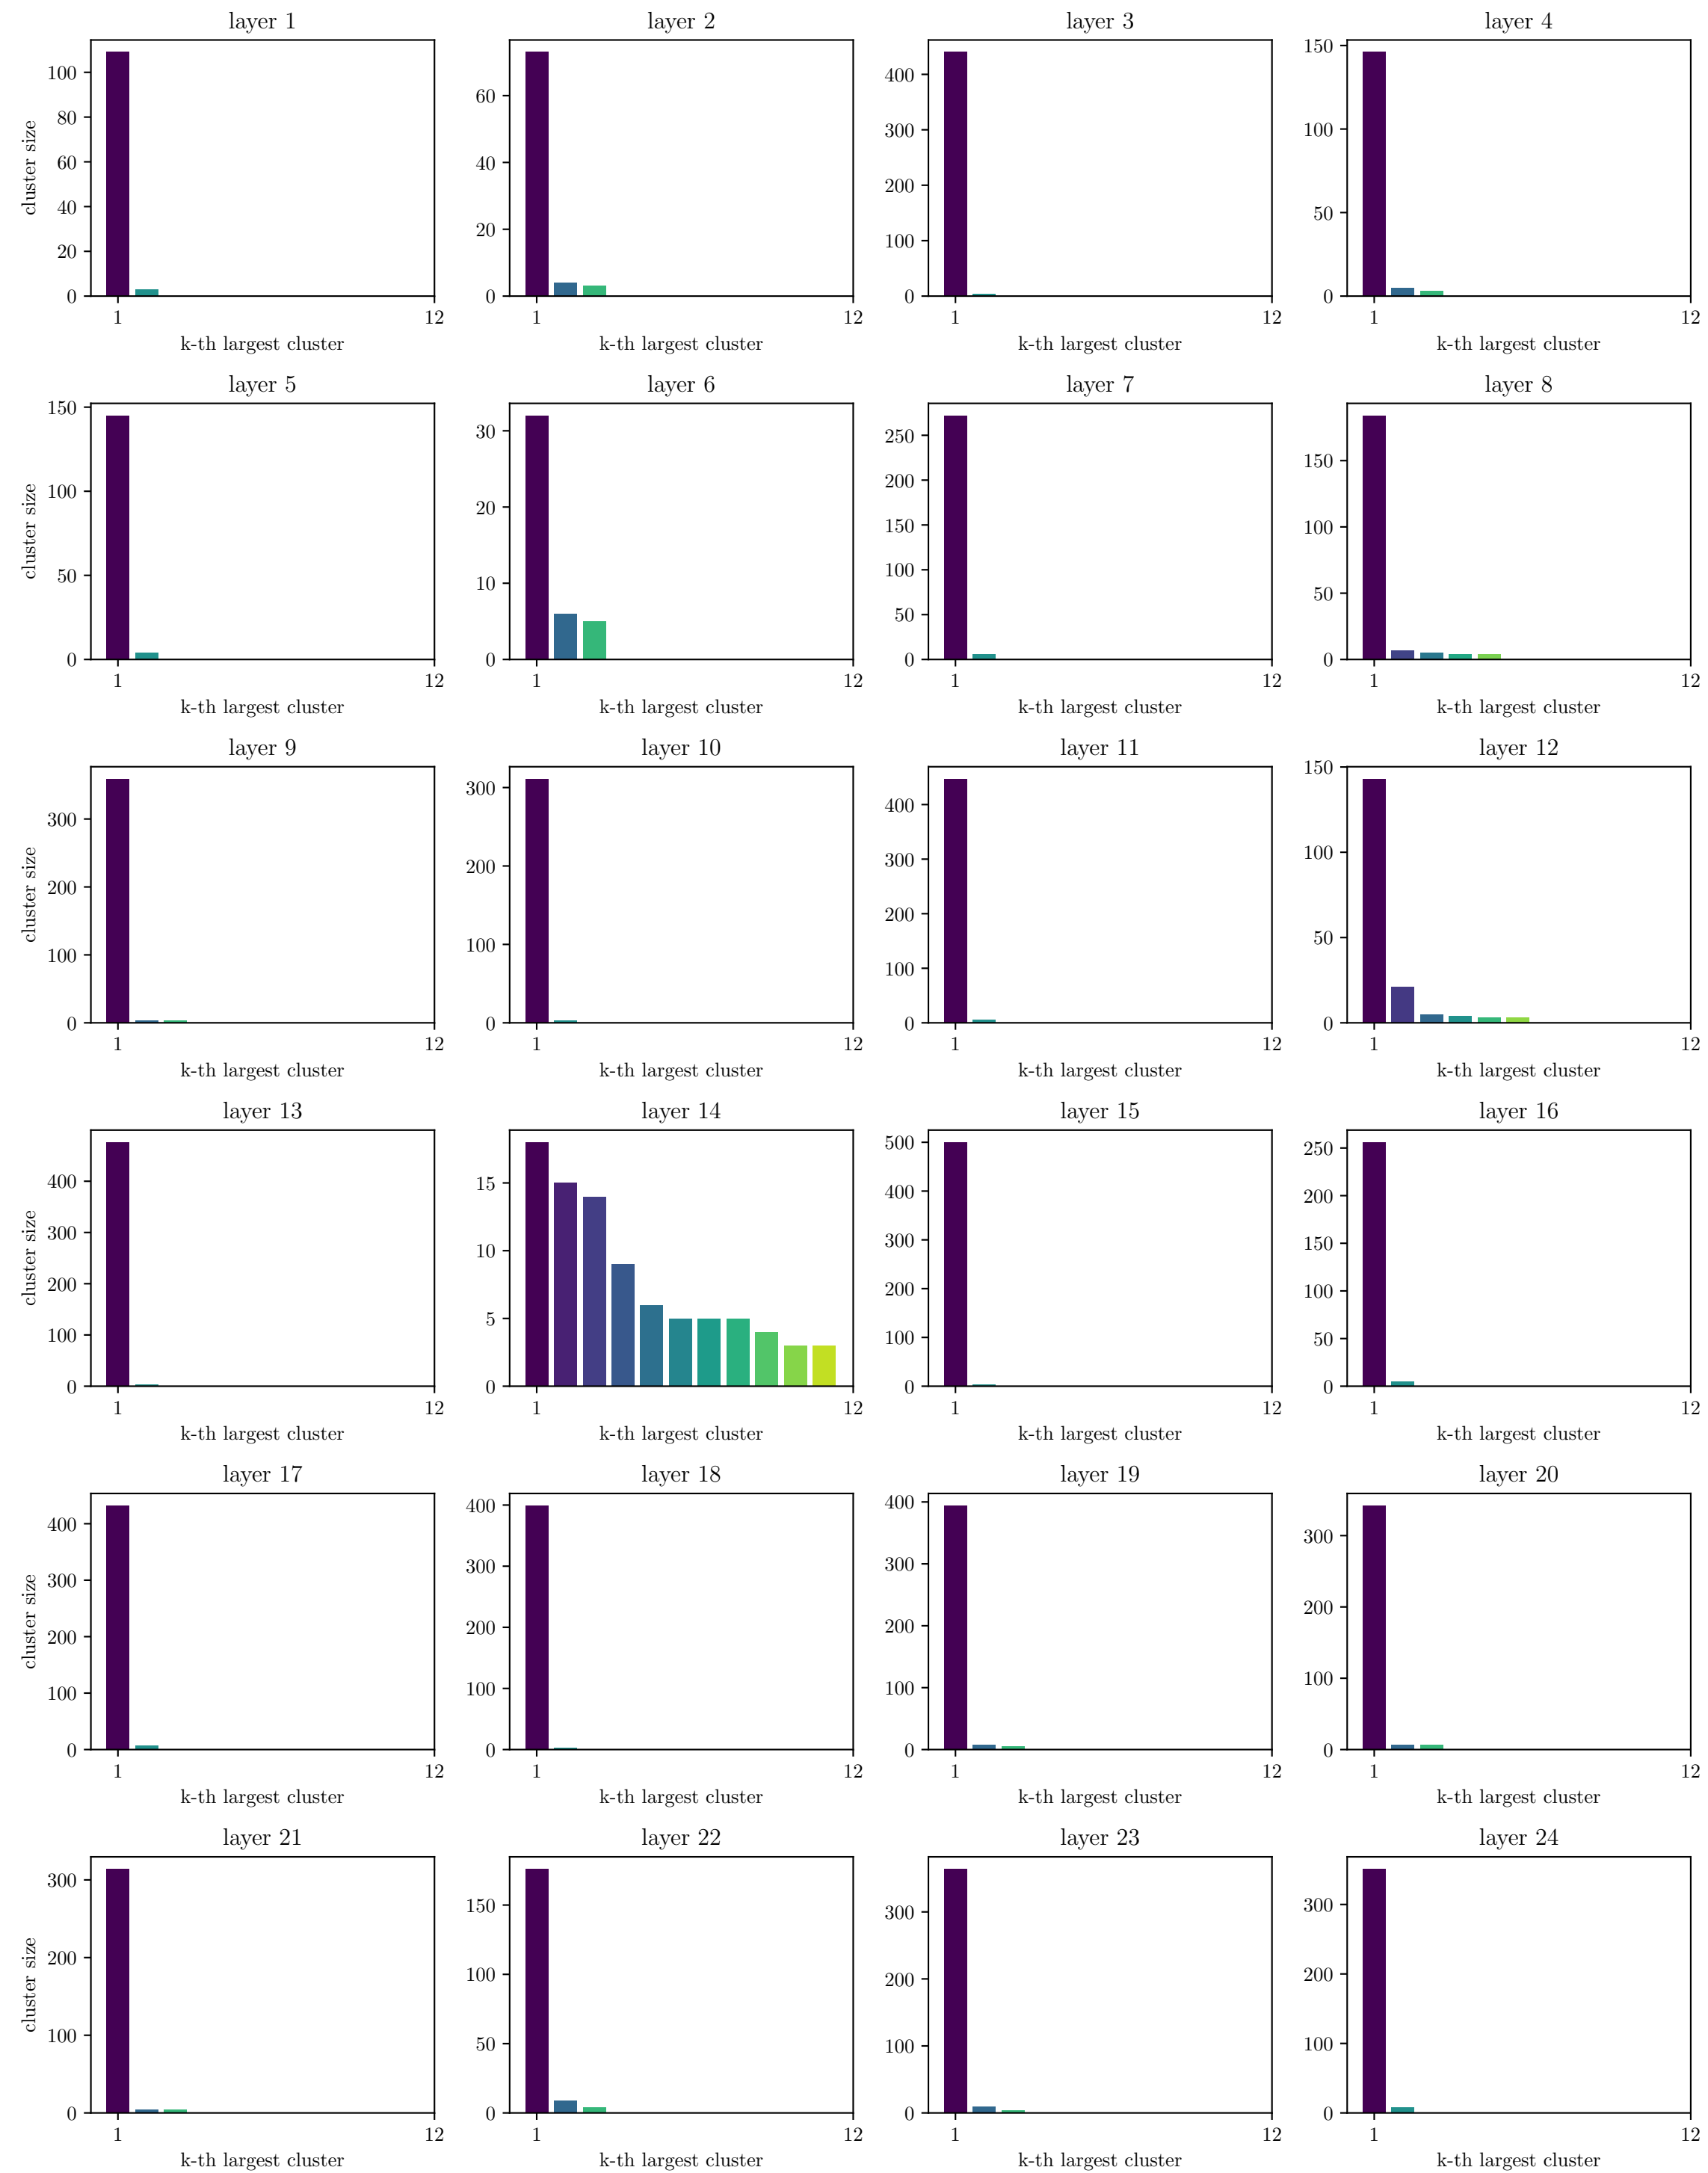 layer 1
100
80
60
40
20
0
cluster size
1 12
k-th largest cluster
layer 2
60
40
20
0
1 12
k-th largest cluster
layer 3
400
300
200
100
0
1 12
k-th largest cluster
layer 4
150
100
50
0
1 12
k-th largest cluster
layer 5
150
100
50
0
cluster size
1 12
k-th largest cluster
layer 6
30
20
10
0
1 12
k-th largest cluster
layer 7
250
200
150
100
50
0
1 12
k-th largest cluster
layer 8
150
100
50
0
1 12
k-th largest cluster
layer 9
300
200
100
0
cluster size
1 12
k-th largest cluster
layer 10
300
200
100
0
1 12
k-th largest cluster
layer 11
400
300
200
100
0
1 12
k-th largest cluster
layer 12
150
100
50
0
1 12
k-th largest cluster
layer 13
400
300
200
100
0
cluster size
1 12
k-th largest cluster
layer 14
15
10
5
0
1 12
k-th largest cluster
layer 15
500
400
300
200
100
0
1 12
k-th largest cluster
layer 16
250
200
150
100
50
0
1 12
k-th largest cluster
layer 17
400
300
200
100
0
cluster size
1 12
k-th largest cluster
layer 18
400
300
200
100
0
1 12
k-th largest cluster
layer 19
400
300
200
100
0
1 12
k-th largest cluster
layer 20
300
200
100
0
1 12
k-th largest cluster
layer 21
300
200
100
0
cluster size
1 12
k-th largest cluster
layer 22
150
100
50
0
1 12
k-th largest cluster
layer 23
300
200
100
0
1 12
k-th largest cluster
layer 24
300
200
100
0
1 12
k-th largest cluster